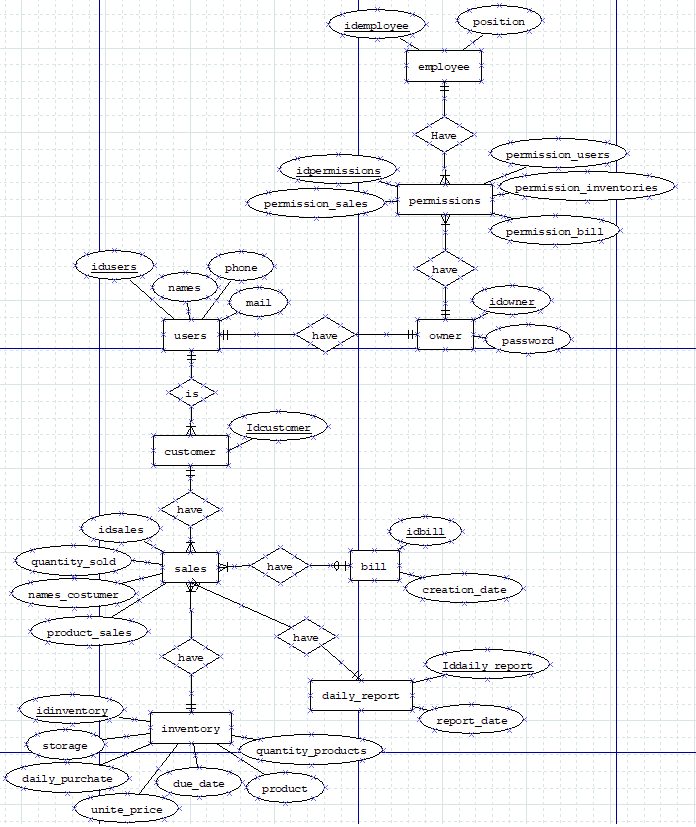 idemployee
position
employee
Have
permission_users
idpermissions
permission_inventories
permission_sales
permissions
permission_bill
idusers
phone
have
names
mail
idowner
users
have
owner
password
is
Idcustomer
customer
have
idsales
idbill
quantity_sold
sales
have
bill
names_costumer
creation_date
product_sales
have
have
Iddaily_report
daily_report
idinventory
report_date
inventory
storage
quantity_products
daily_purchate
due_date
product
unite_price